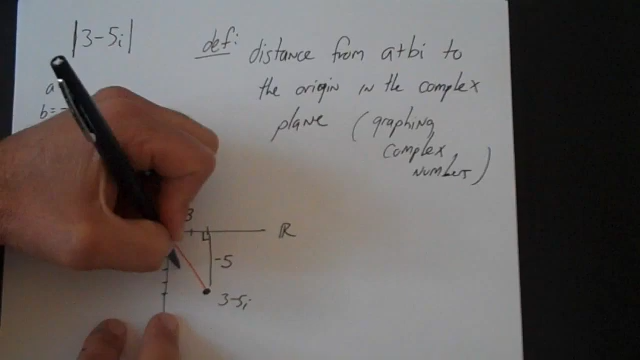 |3-5i|
def: distance from a+bi to
the origin in the complex
plane (graphing
complex
numbers)
a
b=-
3
ℝ
-5
3-5i